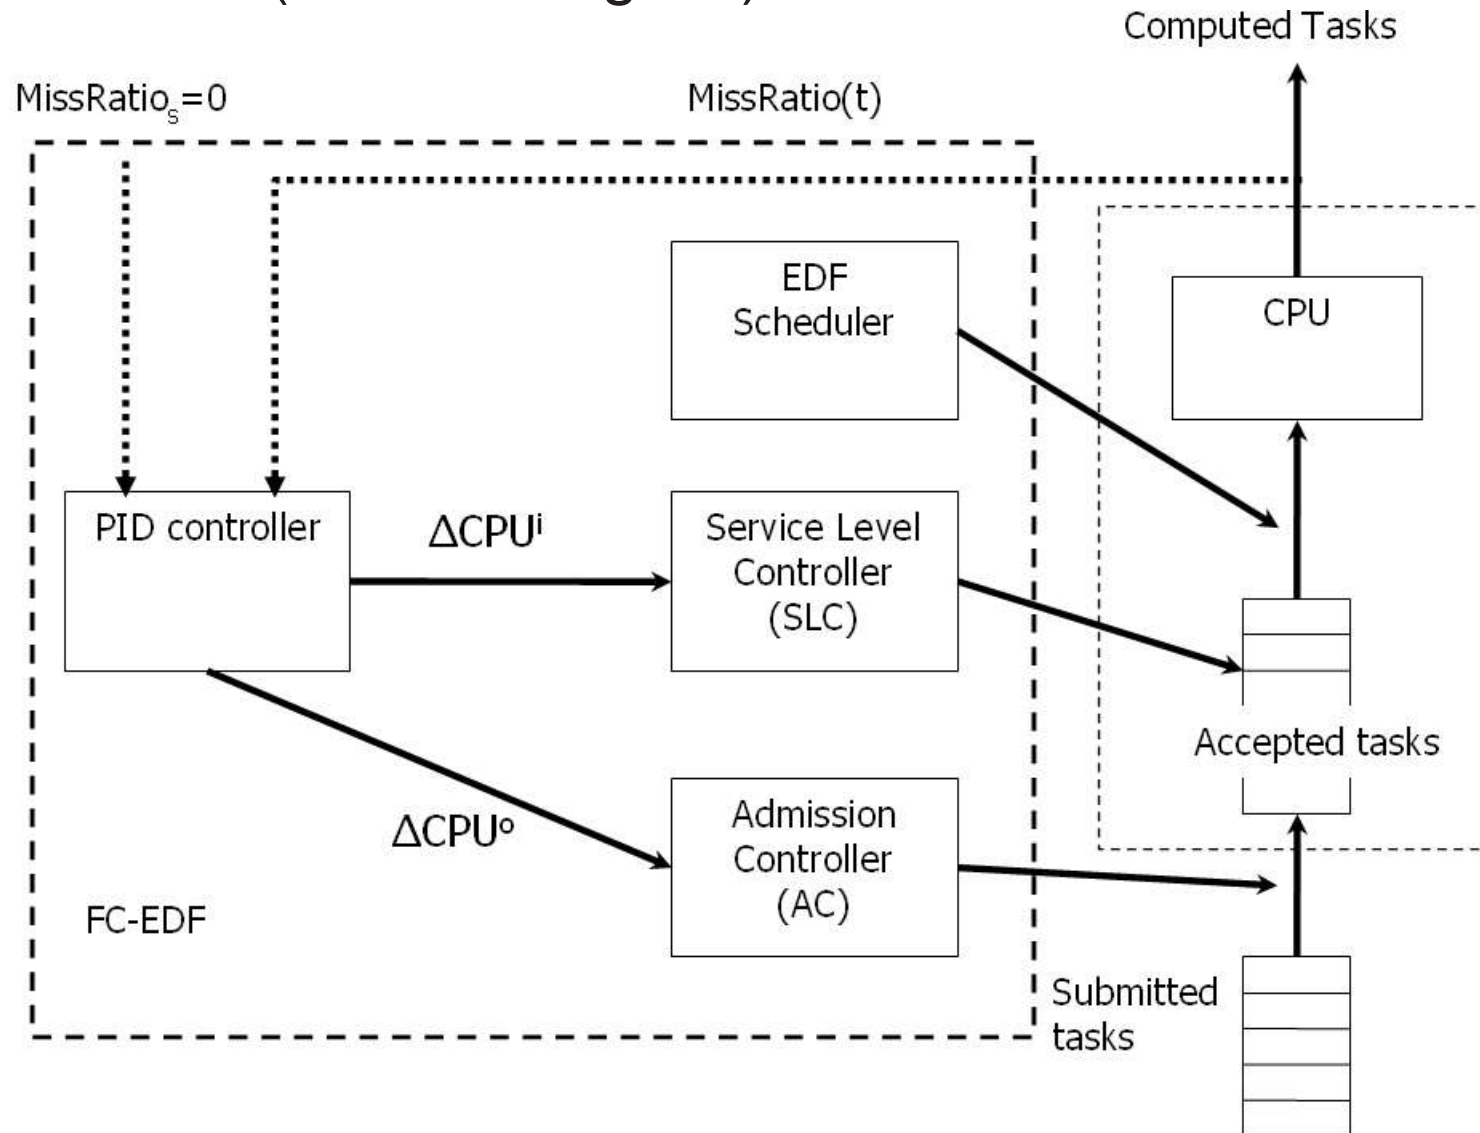 Computed Tasks
MissRatioₛ=0
MissRatio(t)
EDF
Scheduler
CPU
PID controller
ΔCPUⁱ
Service Level
Controller
(SLC)
Accepted tasks
ΔCPUᵒ
Admission
Controller
(AC)
FC-EDF
Submitted
tasks